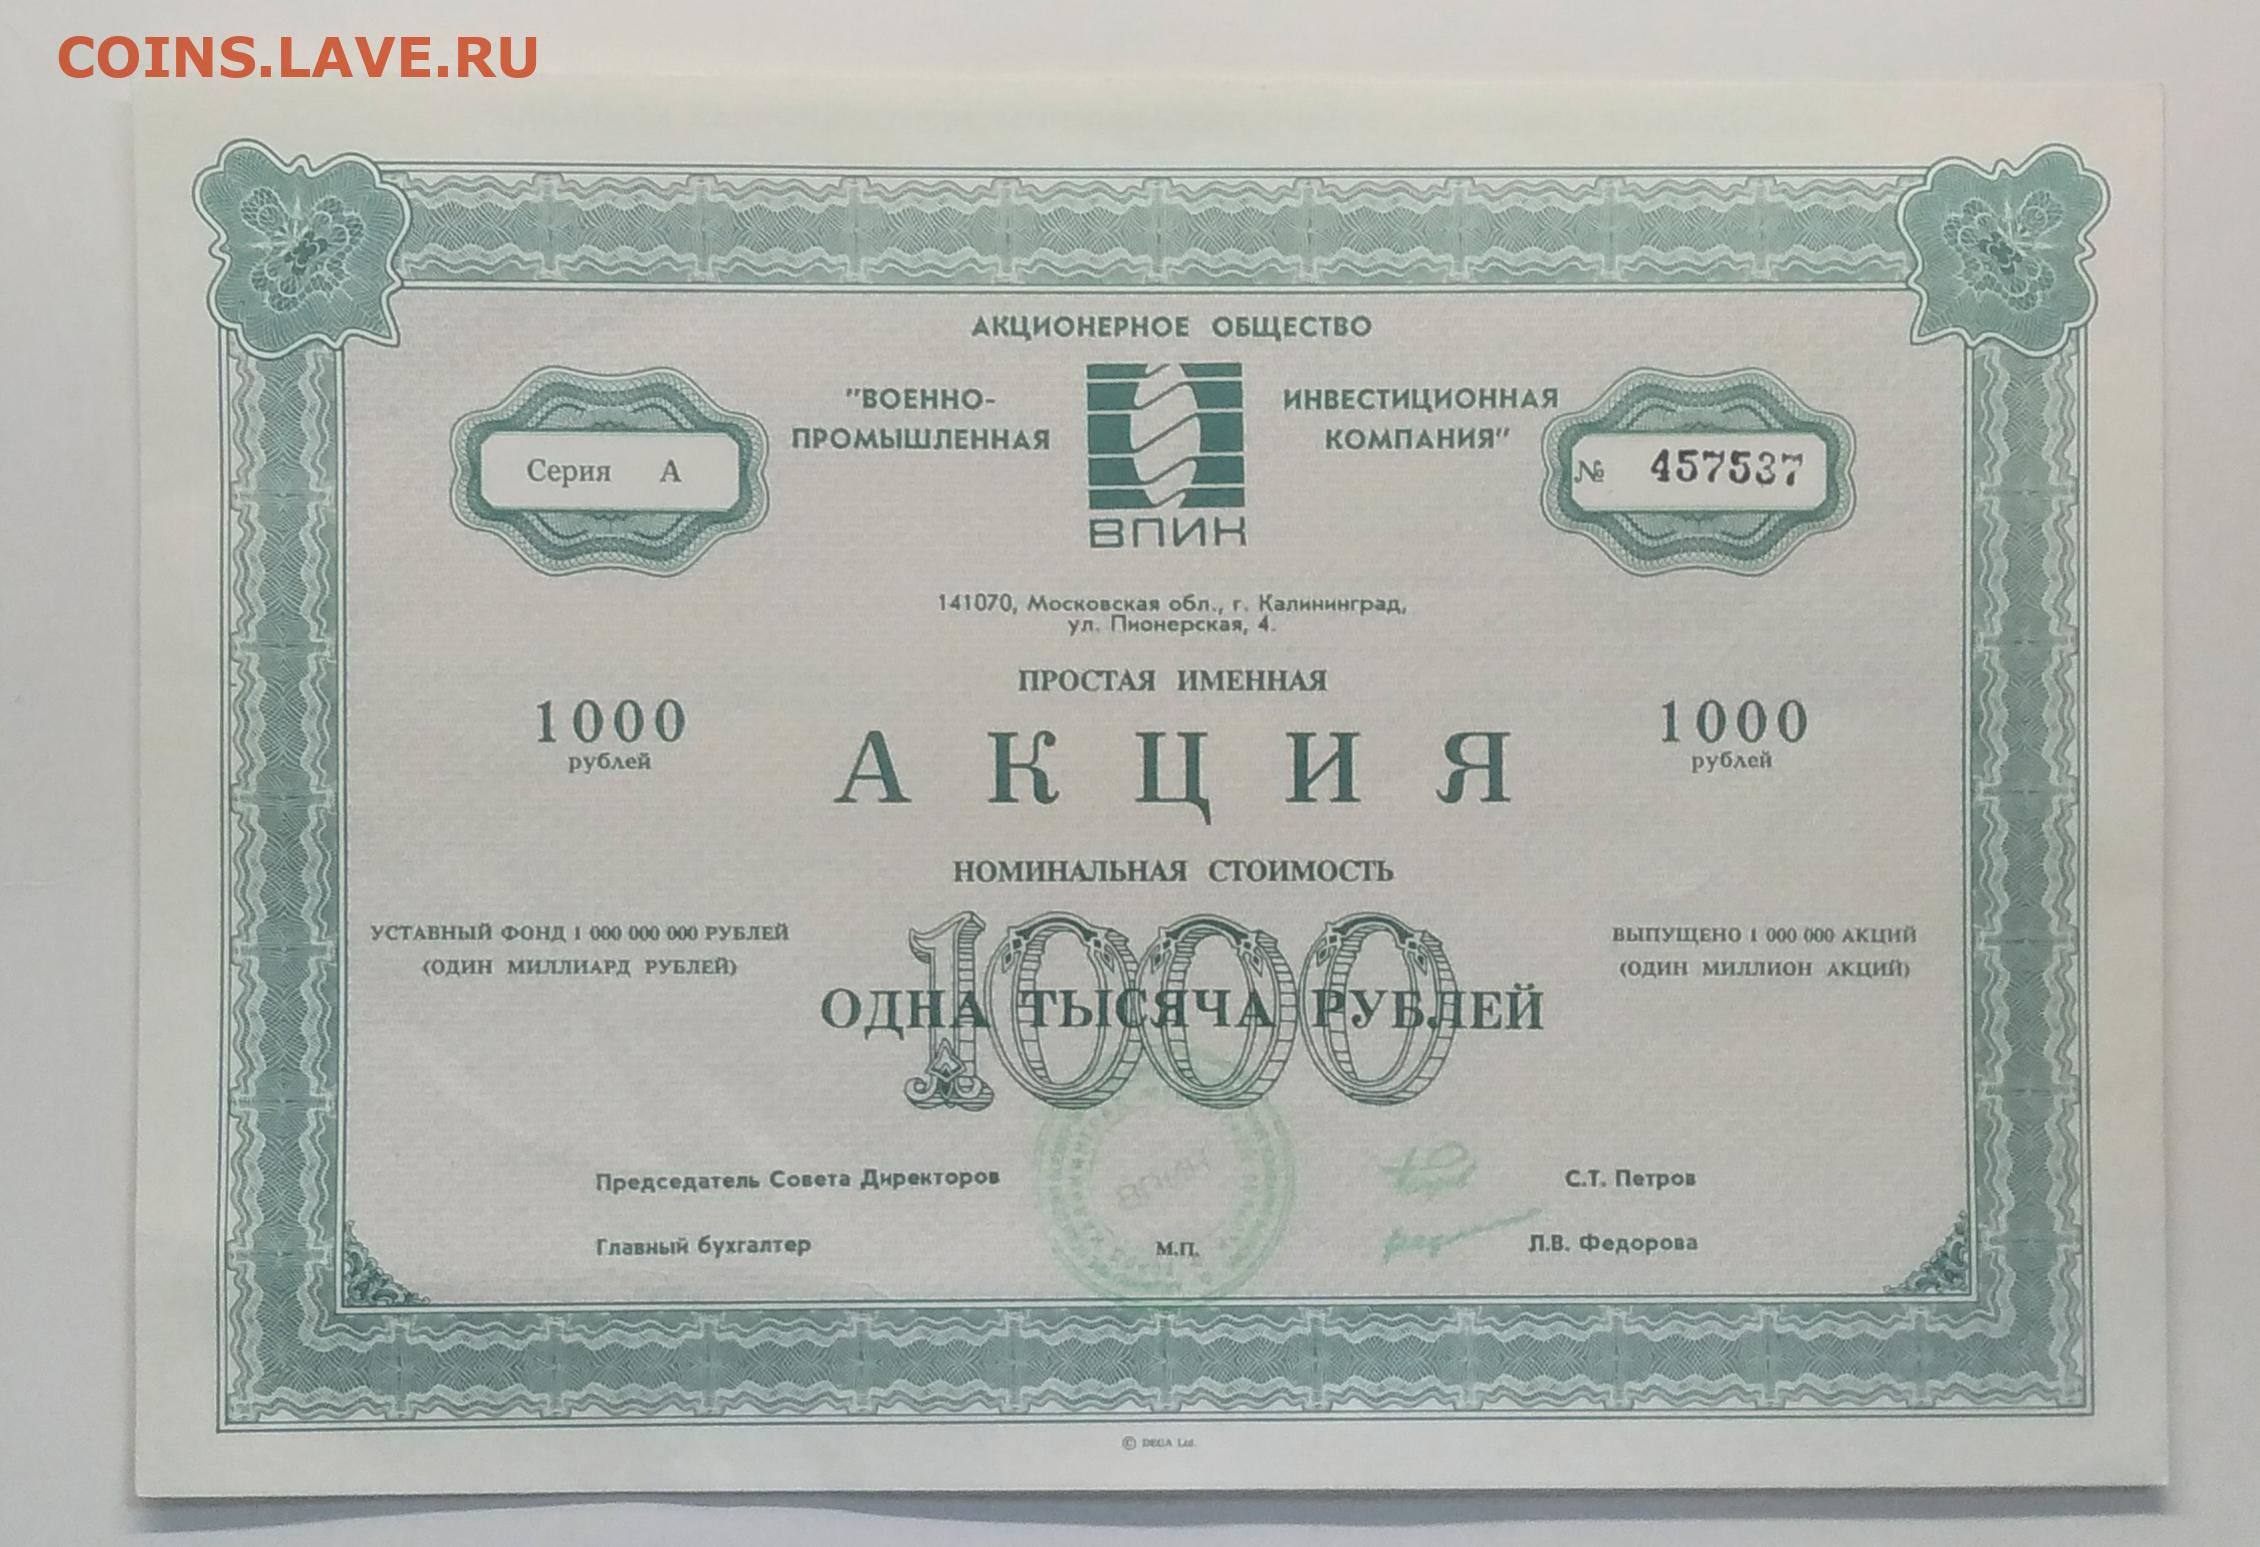 COINS.LAVE.RU
АКЦИОНЕРНОЕ ОБЩЕСТВО
"ВОЕННО-
ПРОМЫШЛЕННАЯ
ИНВЕСТИЦИОННАЯ
КОМПАНИЯ"
Серия А
№ 457537
ВПИК
141070, Московская обл., г. Калининград,
ул. Пионерская, 4.
ПРОСТАЯ ИМЕННАЯ
1000
рублей
АКЦИЯ
1000
рублей
НОМИНАЛЬНАЯ СТОИМОСТЬ
УСТАВНЫЙ ФОНД 1 000 000 000 РУБЛЕЙ
(ОДИН МИЛЛИАРД РУБЛЕЙ)
1000
ОДНА ТЫСЯЧА РУБЛЕЙ
ВЫПУЩЕНО 1 000 000 АКЦИЙ
(ОДИН МИЛЛИОН АКЦИЙ)
Председатель Совета Директоров
С.Т. Петров
ВПИК
Главный бухгалтер
М.П.
Л.В. Федорова
© DEGA Ltd.